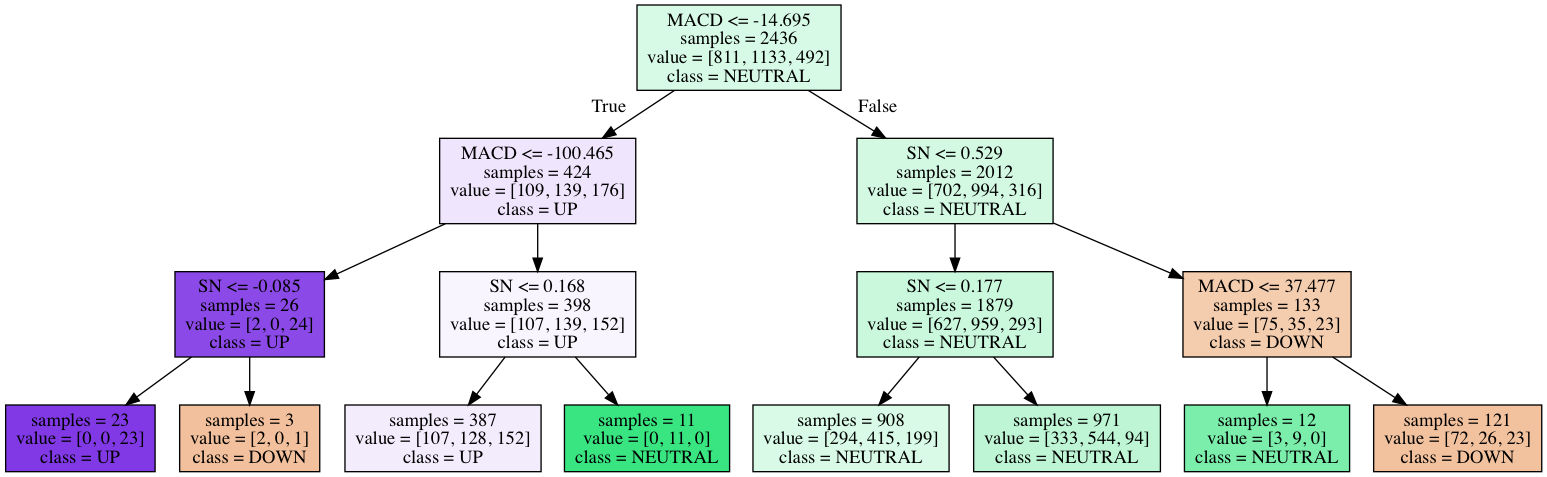 MACD <= -14.695
samples = 2436
value = [811, 1133, 492]
class = NEUTRAL
True
False
MACD <= -100.465
samples = 424
value = [109, 139, 176]
class = UP
SN <= 0.529
samples = 2012
value = [702, 994, 316]
class = NEUTRAL
SN <= -0.085
samples = 26
value = [2, 0, 24]
class = UP
SN <= 0.168
samples = 398
value = [107, 139, 152]
class = UP
SN <= 0.177
samples = 1879
value = [627, 959, 293]
class = NEUTRAL
MACD <= 37.477
samples = 133
value = [75, 35, 23]
class = DOWN
samples = 23
value = [0, 0, 23]
class = UP
samples = 3
value = [2, 0, 1]
class = DOWN
samples = 387
value = [107, 128, 152]
class = UP
samples = 11
value = [0, 11, 0]
class = NEUTRAL
samples = 908
value = [294, 415, 199]
class = NEUTRAL
samples = 971
value = [333, 544, 94]
class = NEUTRAL
samples = 12
value = [3, 9, 0]
class = NEUTRAL
samples = 121
value = [72, 26, 23]
class = DOWN